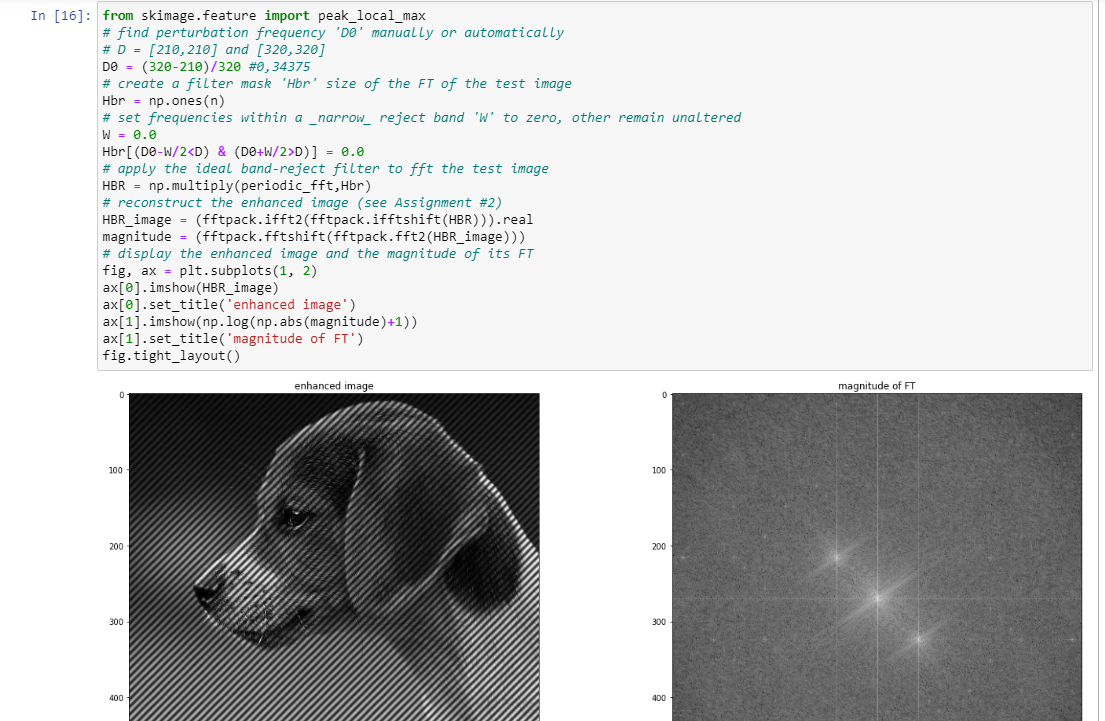 In [16]: from skimage.feature import peak_local_max
# find perturbation frequency 'D0' manually or automatically
# D = [210,210] and [320,320]
D0 = (320-210)/320 #0,34375
# create a filter mask 'Hbr' size of the FT of the test image
Hbr = np.ones(n)
# set frequencies within a _narrow_ reject band 'W' to zero, other remain unaltered
W = 0.0
Hbr[(D0-W/2<D) & (D0+W/2>D)] = 0.0
# apply the ideal band-reject filter to fft the test image
HBR = np.multiply(periodic_fft,Hbr)
# reconstruct the enhanced image (see Assignment #2)
HBR_image = (fftpack.ifft2(fftpack.ifftshift(HBR))).real
magnitude = (fftpack.fftshift(fftpack.fft2(HBR_image)))
# display the enhanced image and the magnitude of its FT
fig, ax = plt.subplots(1, 2)
ax[0].imshow(HBR_image)
ax[0].set_title('enhanced image')
ax[1].imshow(np.log(np.abs(magnitude)+1))
ax[1].set_title('magnitude of FT')
fig.tight_layout()
enhanced image
0
100
200
300
400
magnitude of FT
0
100
200
300
400